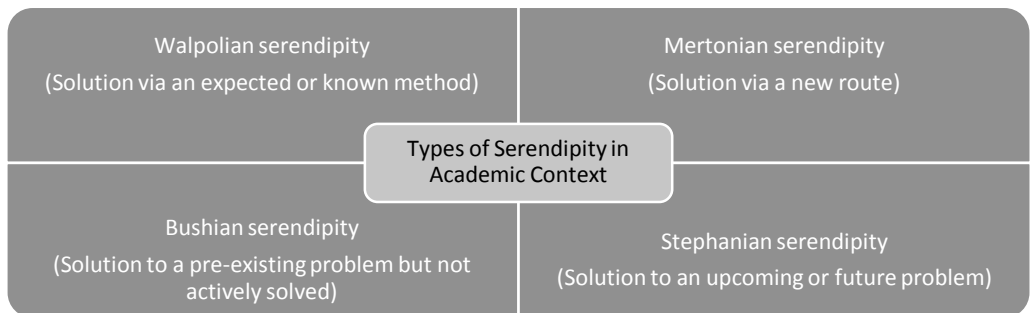 Walpolian serendipity
(Solution via an expected or known method)
Mertonian serendipity
(Solution via a new route)
Types of Serendipity in
Academic Context
Bushian serendipity
(Solution to a pre-existing problem but not
actively solved)
Stephanian serendipity
(Solution to an upcoming or future problem)